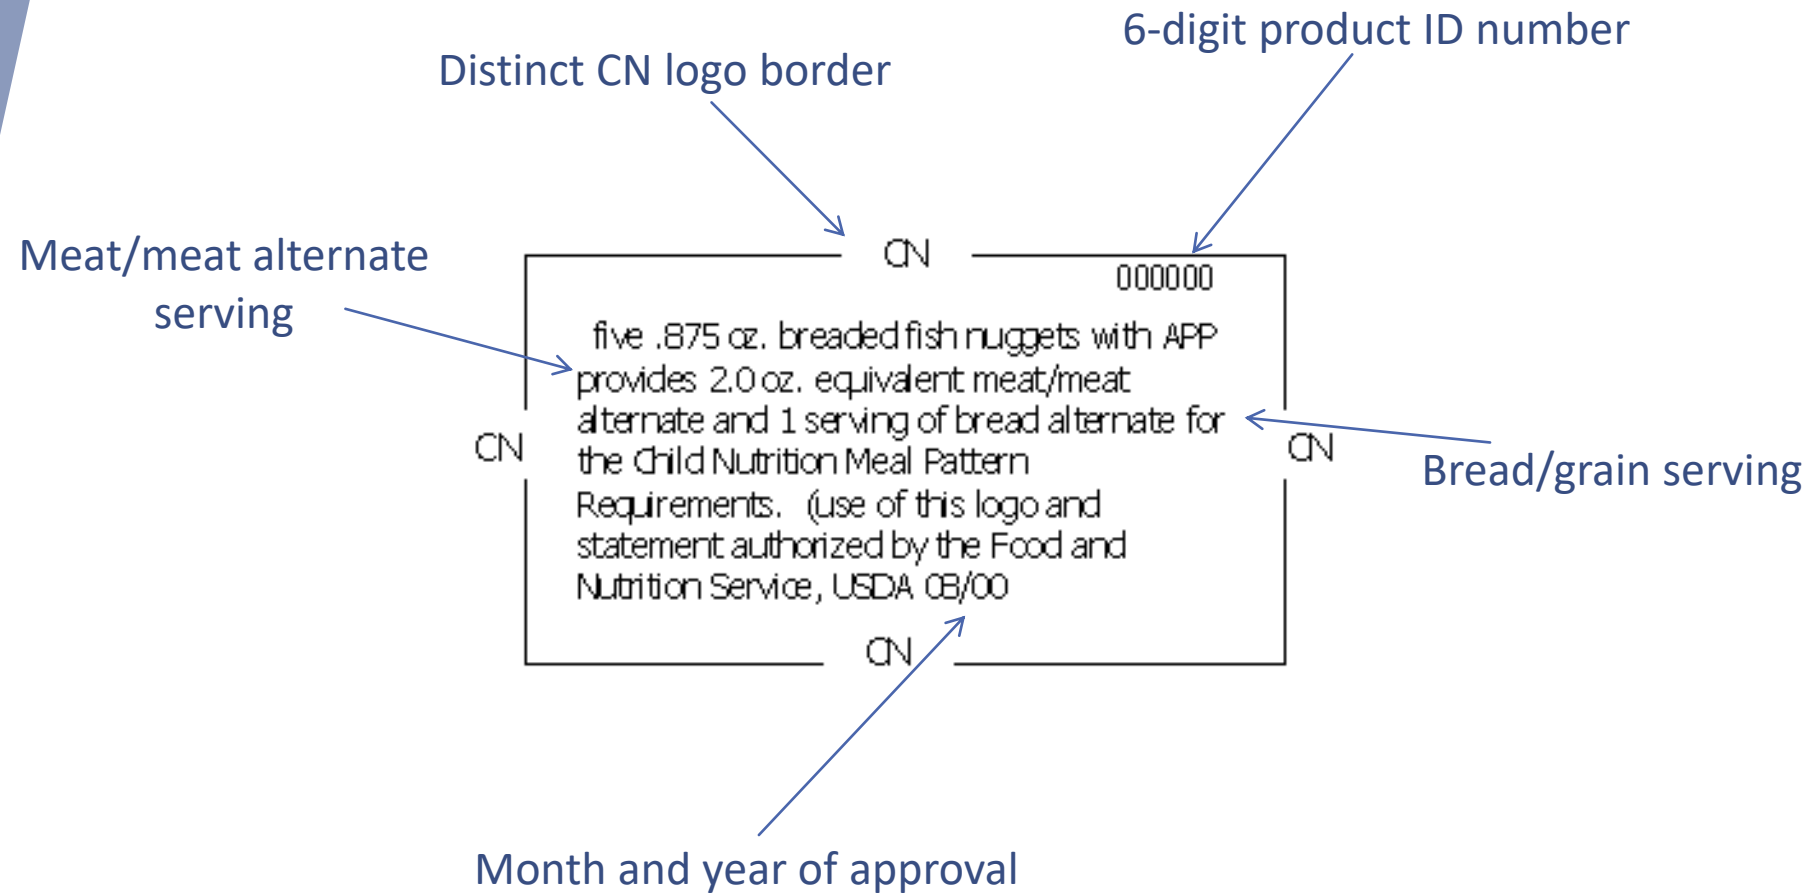 6-digit product ID number
Distinct CN logo border
Meat/meat alternate
serving
CN
000000
five .875 oz. breaded fish nuggets with APP
provides 2.0 oz. equivalent meat/meat
alternate and 1 serving of bread alternate for
CN
the Child Nutrition Meal Pattern
CN
Bread/grain serving
Requirements. (use of this logo and
statement authorized by the Food and
Nutrition Service, USDA 03/00
CN
Month and year of approval